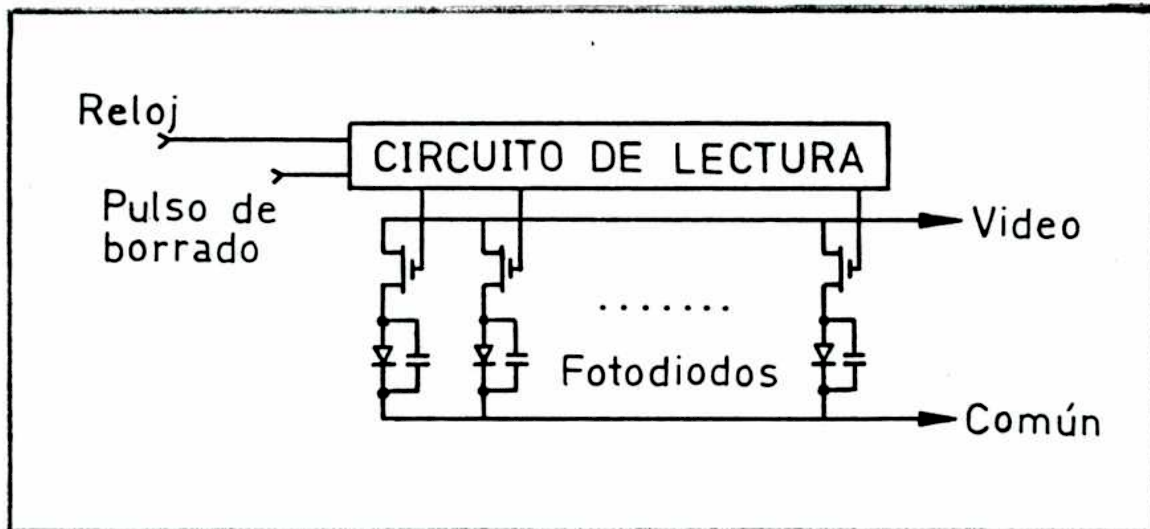 Reloj
CIRCUITO DE LECTURA
Pulso de
borrado
Video
Fotodiodos
Común